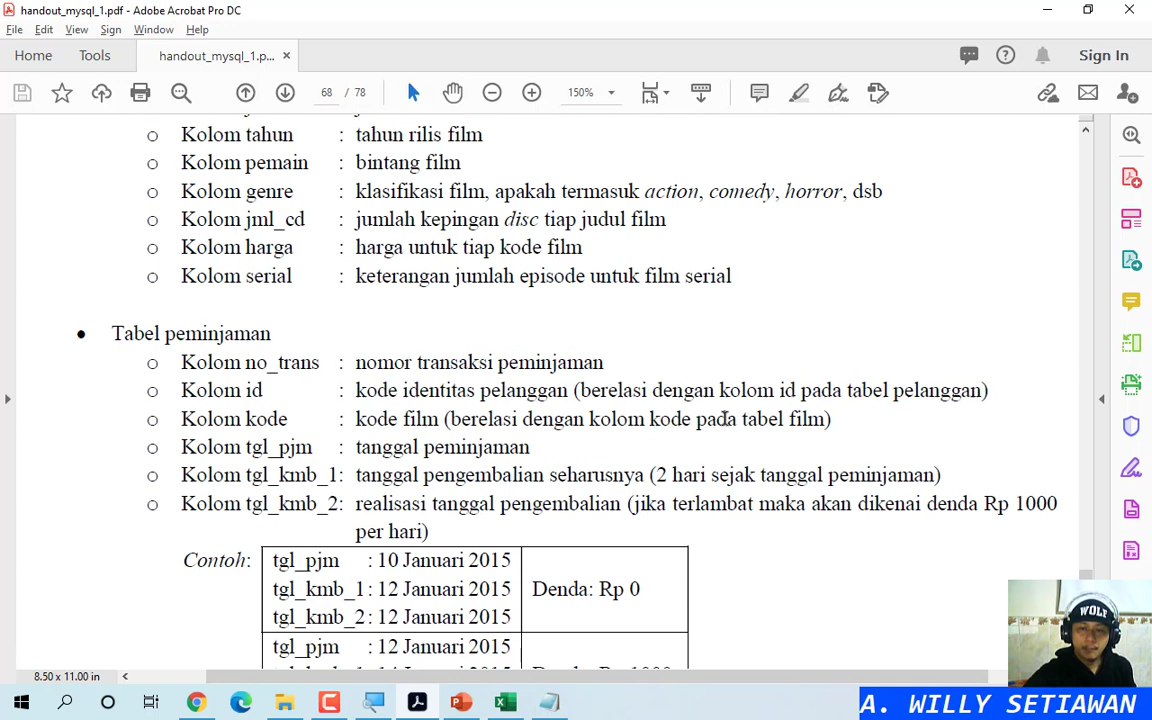 handout_mysql_1.pdf - Adobe Acrobat Pro DC
File Edit View Sign Window Help
Home Tools handout_mysql_1.p... × Sign In
68 / 78 150%
Kolom tahun : tahun rilis film
Kolom pemain : bintang film
Kolom genre : klasifikasi film, apakah termasuk action, comedy, horror, dsb
Kolom jml_cd : jumlah kepingan disc tiap judul film
Kolom harga : harga untuk tiap kode film
Kolom serial : keterangan jumlah episode untuk film serial
Tabel peminjaman
Kolom no_trans : nomor transaksi peminjaman
Kolom id : kode identitas pelanggan (berelasi dengan kolom id pada tabel pelanggan)
Kolom kode : kode film (berelasi dengan kolom kode pada tabel film)
Kolom tgl_pjm : tanggal peminjaman
Kolom tgl_kmb_1: tanggal pengembalian seharusnya (2 hari sejak tanggal peminjaman)
Kolom tgl_kmb_2: realisasi tanggal pengembalian (jika terlambat maka akan dikenai denda Rp 1000
per hari)
Contoh: tgl_pjm : 10 Januari 2015
tgl_kmb_1 : 12 Januari 2015 Denda: Rp 0
tgl_kmb_2 : 12 Januari 2015
tgl_pjm : 12 Januari 2015
WOLF
8.50 x 11.00 in
A. WILLY SETIAWAN